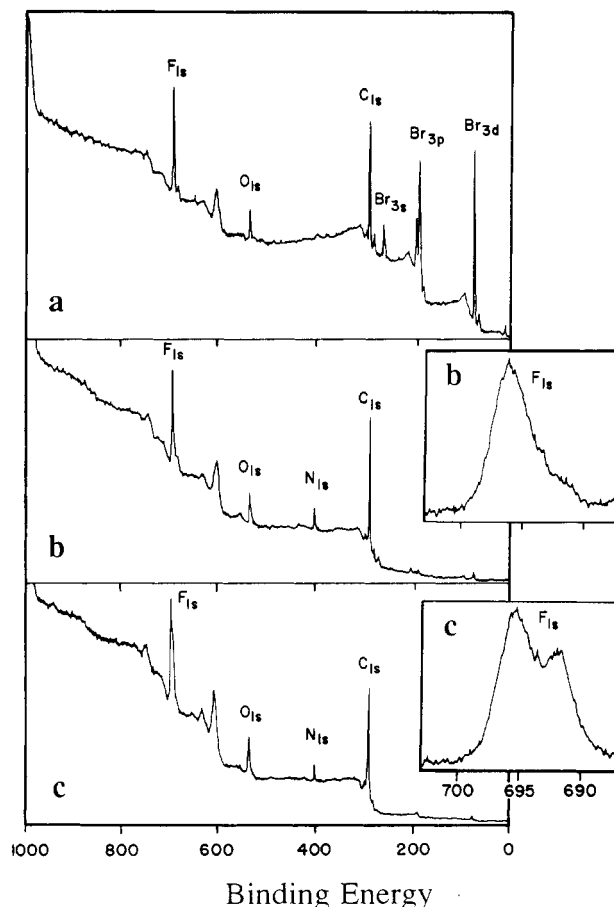 F1s
C1s
Br3p
Br3d
O1s
Br3s
a
F1s
C1s
O1s
N1s
b
b
F1s
F1s
C1s
O1s
N1s
c
c
F1s
700 695 690
1000 800 600 400 200 0
Binding Energy